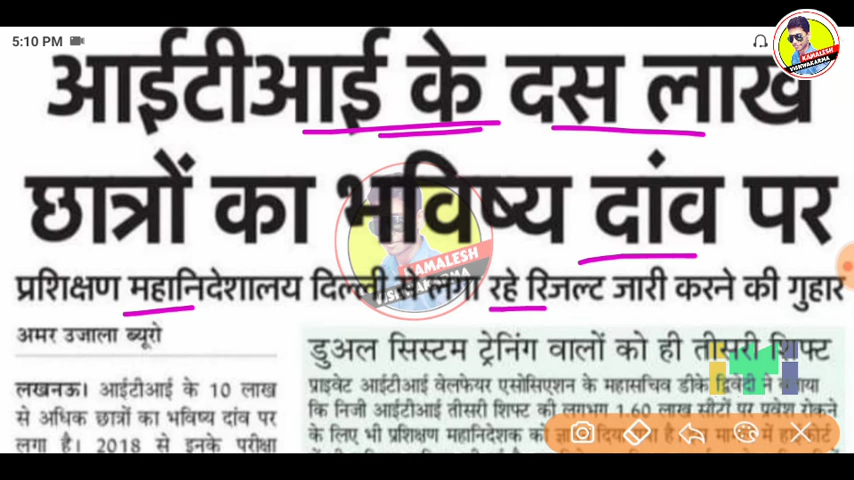 5:10 PM
KAMALESH
VISHWAKARMA
आईटीआई के दस लाख
छात्रों का भविष्य दांव पर
KAMALESH
VISHWAKARMA
प्रशिक्षण महानिदेशालय दिल्ली से लगा रहे रिजल्ट जारी करने की गुहार
अमर उजाला ब्यूरो
लखनऊ। आईटीआई के 10 लाख
से अधिक छात्रों का भविष्य दांव पर
लगा है। 2018 से इनके परीक्षा
डुअल सिस्टम ट्रेनिंग वालों को ही तीसरी शिफ्ट
प्राइवेट आईटीआई वेलफेयर एसोसिएशन के महासचिव डीके द्विवेदी ने बताया
कि निजी आईटीआई तीसरी शिफ्ट की लगभग 1.60 लाख सीटों पर प्रवेश रोकने
के लिए भी प्रशिक्षण महानिदेशक को